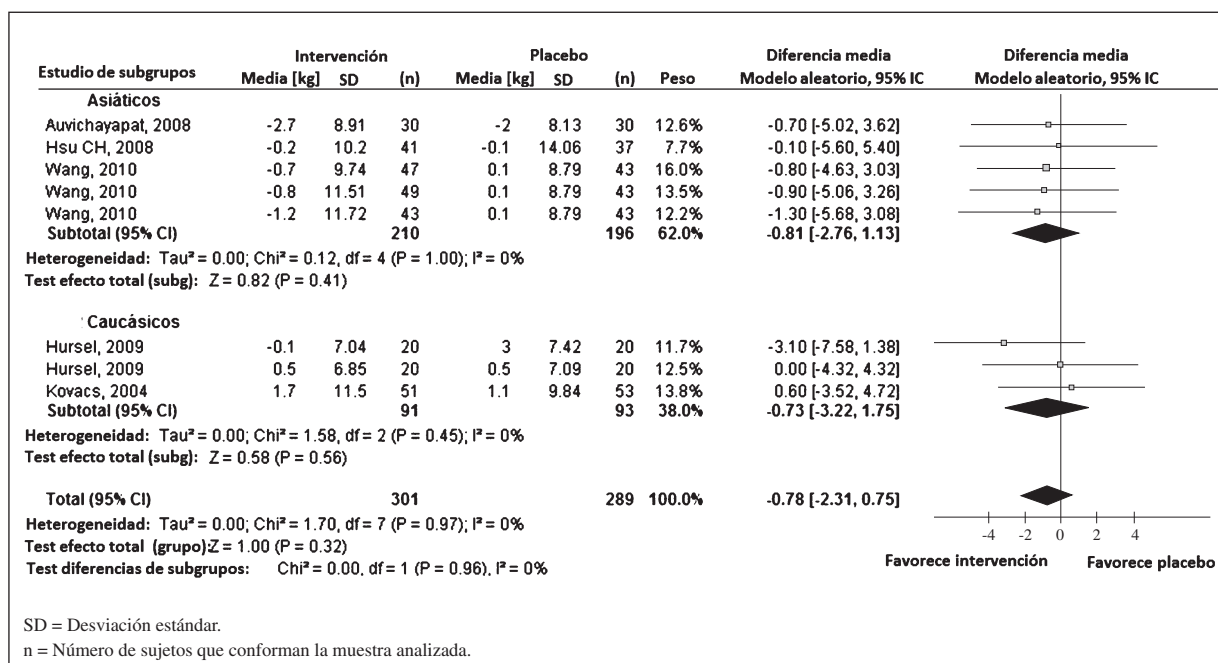 Intervención Placebo Diferencia media Diferencia media
Estudio de subgrupos Media [kg] SD (n) Media [kg] SD (n) Peso Modelo aleatorio, 95% IC Modelo aleatorio, 95% IC
Asiáticos
Auvichayapat, 2008 -2.7 8.91 30 -2 8.13 30 12.6% -0.70 [-5.02, 3.62]
Hsu CH, 2008 -0.2 10.2 41 -0.1 14.06 37 7.7% -0.10 [-5.60, 5.40]
Wang, 2010 -0.7 9.74 47 0.1 8.79 43 16.0% -0.80 [-4.63, 3.03]
Wang, 2010 -0.8 11.51 49 0.1 8.79 43 13.5% -0.90 [-5.06, 3.26]
Wang, 2010 -1.2 11.72 43 0.1 8.79 43 12.2% -1.30 [-5.68, 3.08]
Subtotal (95% CI) 210 196 62.0% -0.81 [-2.76, 1.13]
Heterogeneidad: Tau² = 0.00; Chi² = 0.12, df = 4 (P = 1.00); I² = 0%
Test efecto total (subg): Z = 0.82 (P = 0.41)
Caucásicos
Hursel, 2009 -0.1 7.04 20 3 7.42 20 11.7% -3.10 [-7.58, 1.38]
Hursel, 2009 0.5 6.85 20 0.5 7.09 20 12.5% 0.00 [-4.32, 4.32]
Kovacs, 2004 1.7 11.5 51 1.1 9.84 53 13.8% 0.60 [-3.52, 4.72]
Subtotal (95% CI) 91 93 38.0% -0.73 [-3.22, 1.75]
Heterogeneidad: Tau² = 0.00; Chi² = 1.58, df = 2 (P = 0.45); I² = 0%
Test efecto total (subg): Z = 0.58 (P = 0.56)
Total (95% CI) 301 289 100.0% -0.78 [-2.31, 0.75]
Heterogeneidad: Tau² = 0.00; Chi² = 1.70, df = 7 (P = 0.97); I² = 0%
Test efecto total (grupo):Z = 1.00 (P = 0.32)
Test diferencias de subgrupos: Chi² = 0.00, df = 1 (P = 0.96), I² = 0%
-4 -2 0 2 4
Favorece intervención Favorece placebo
SD = Desviación estándar.
n = Número de sujetos que conforman la muestra analizada.